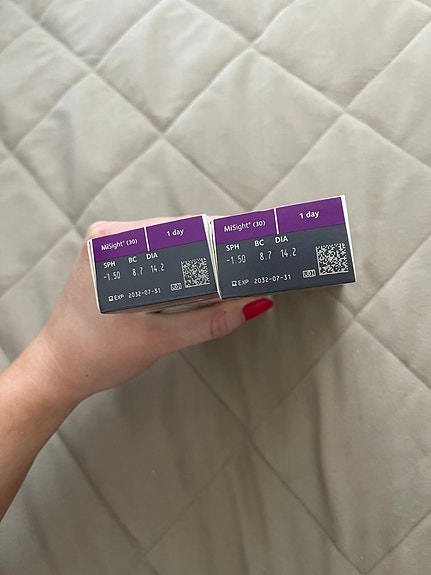 MiSight® (30) 1 day
SPH BC DIA
-1.50 8.7 14.2
EXP 2032-07-31
MiSight® (30) 1 day
SPH BC DIA
-1.50 8.7 14.2
EXP 2032-07-31